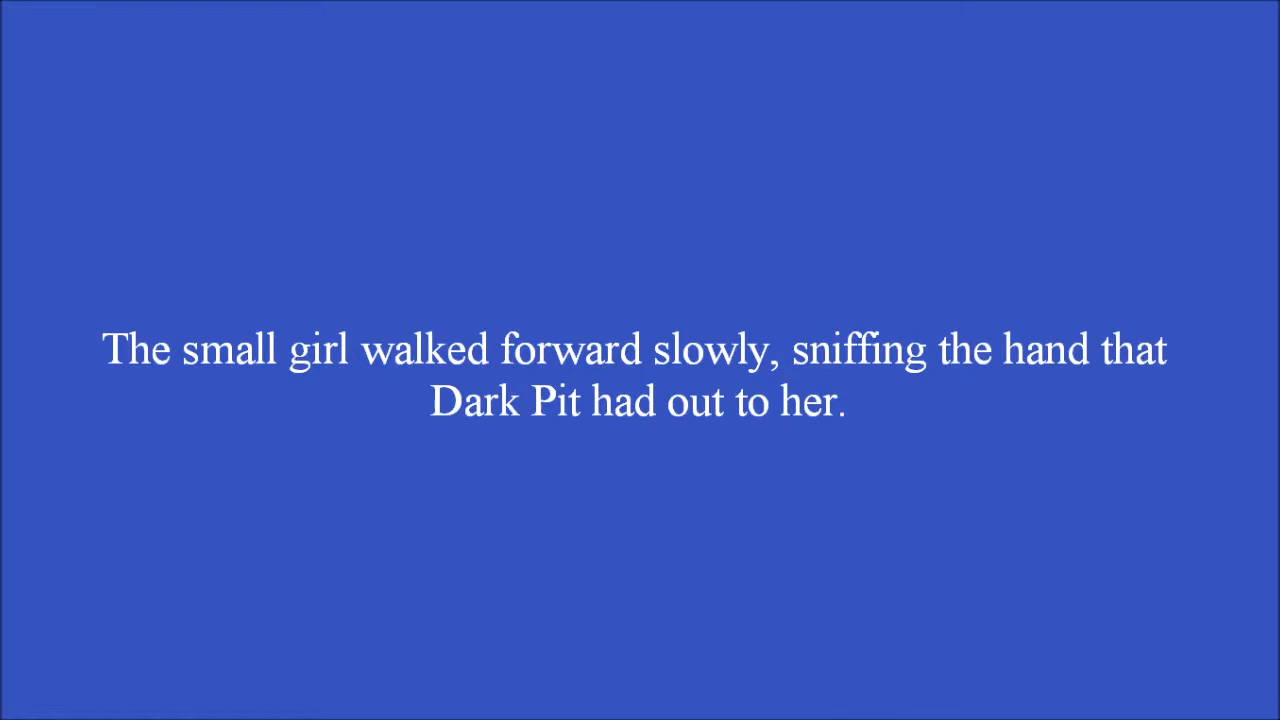 The small girl walked forward slowly, sniffing the hand that
Dark Pit had out to her.